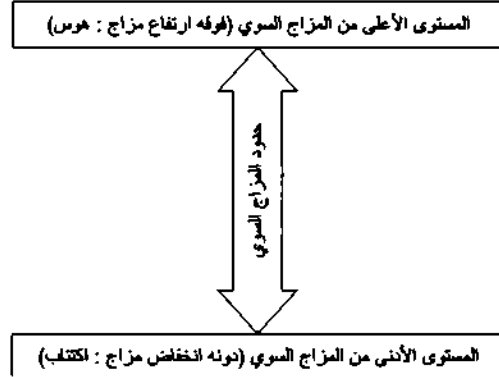 المستوى الأعلى من المزاج السوي (فوقه ارتفاع مزاج : هوس)
حدود المزاج السوي
المستوى الأدنى من المزاج السوي (دونه انخفاض مزاج : اكتئاب)